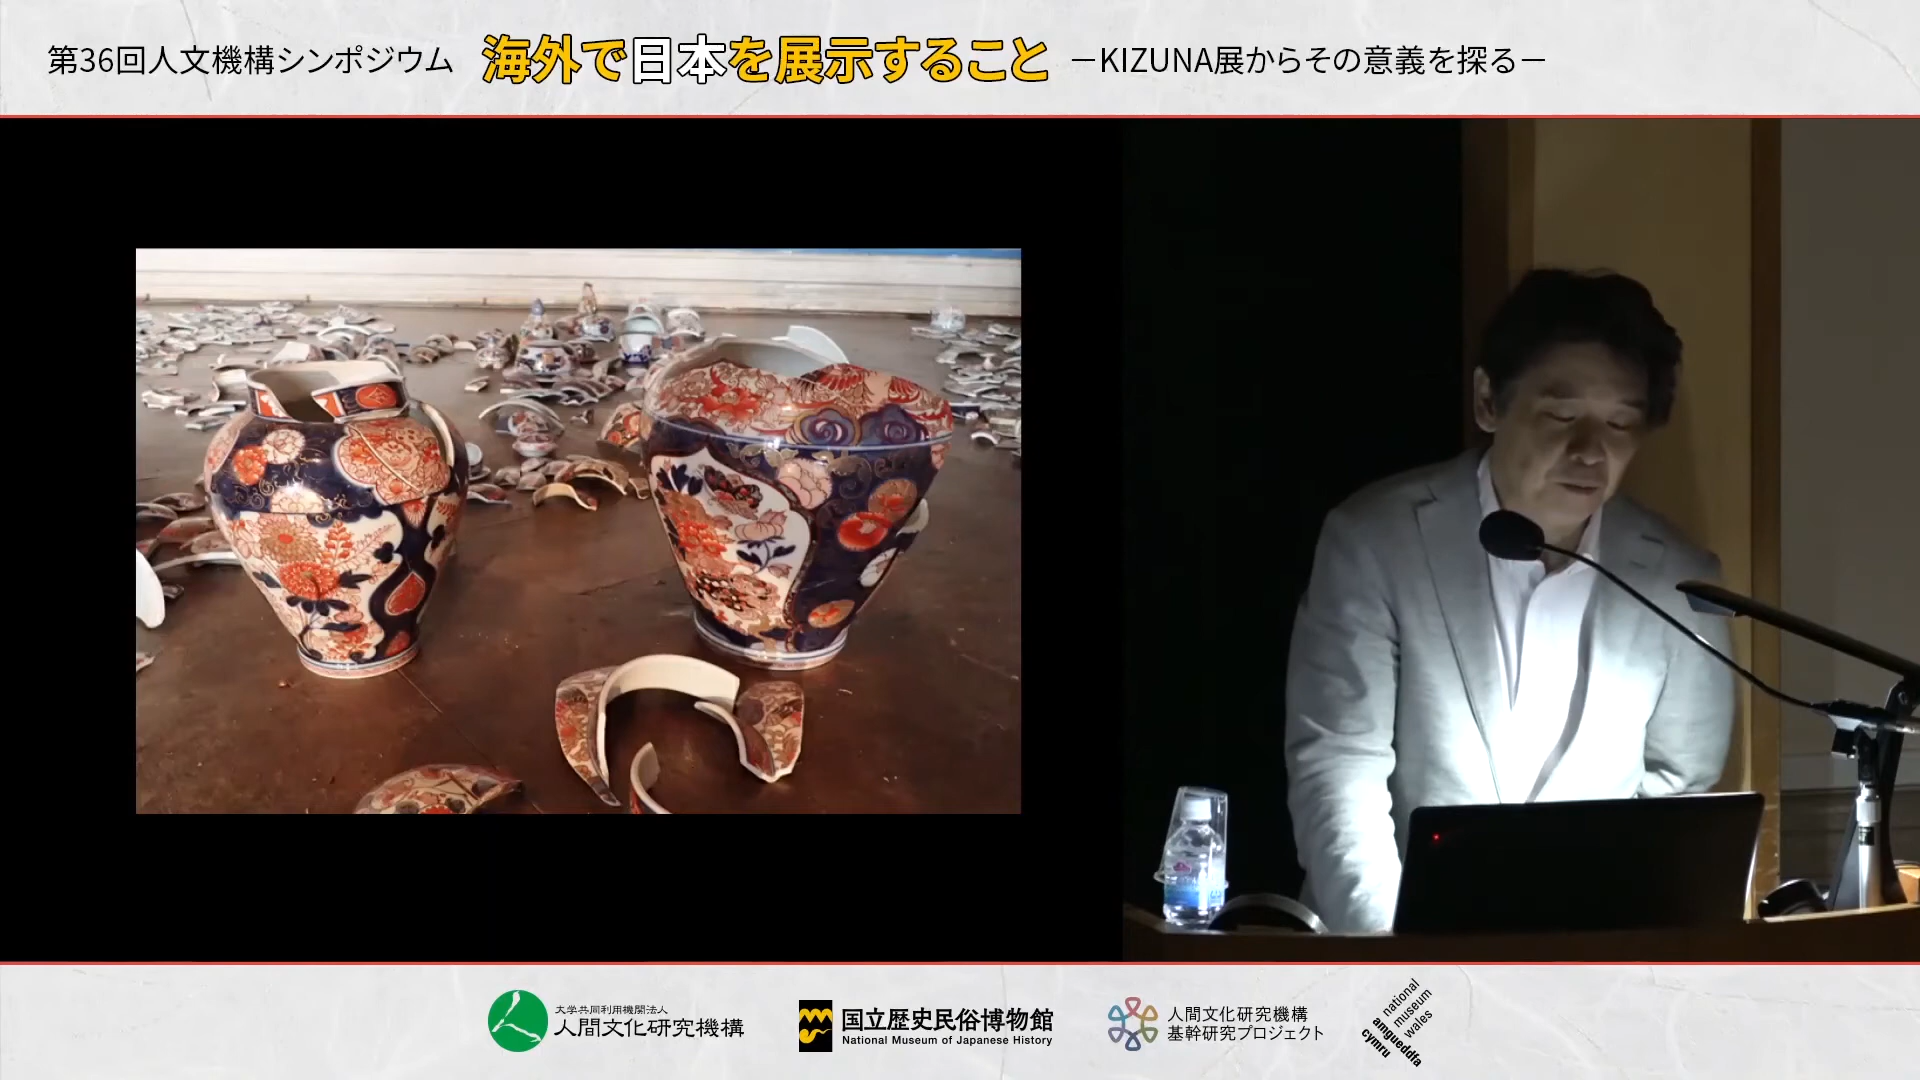 第36回人文機構シンポジウム 海外で日本を展示すること －KIZUNA展からその意義を探る－
大学共同利用機関法人
人間文化研究機構
国立歴史民俗博物館
National Museum of Japanese History
人間文化研究機構
基幹研究プロジェクト
national
museum
wales
amgueddfa
cymru